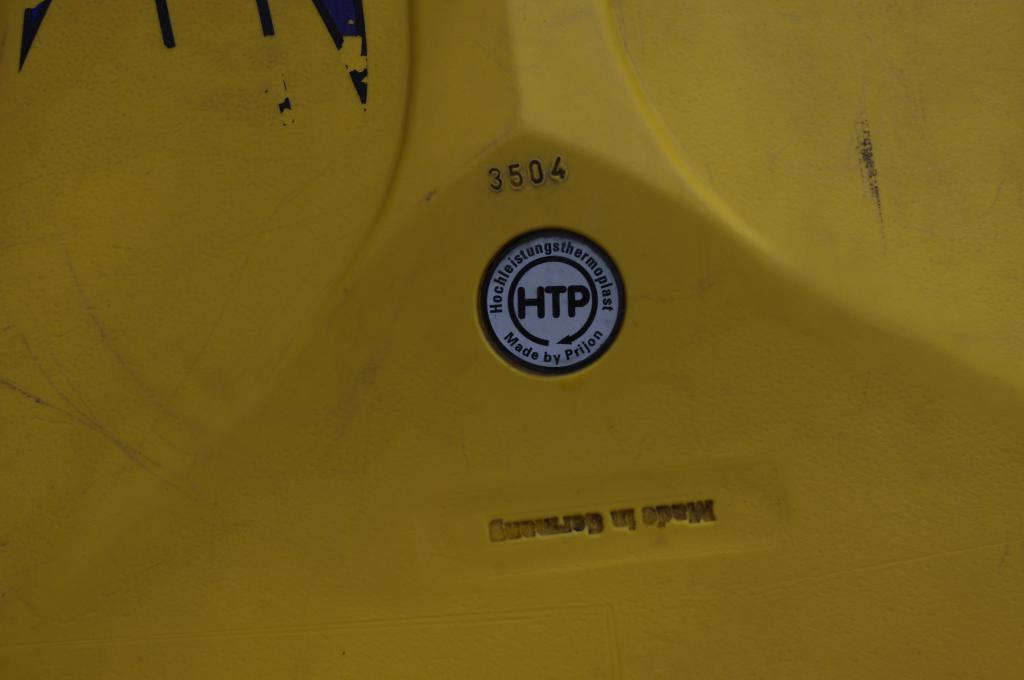 3504
Hochleistungsthermoplast
HTP
Made by Prijon
Made in Germany